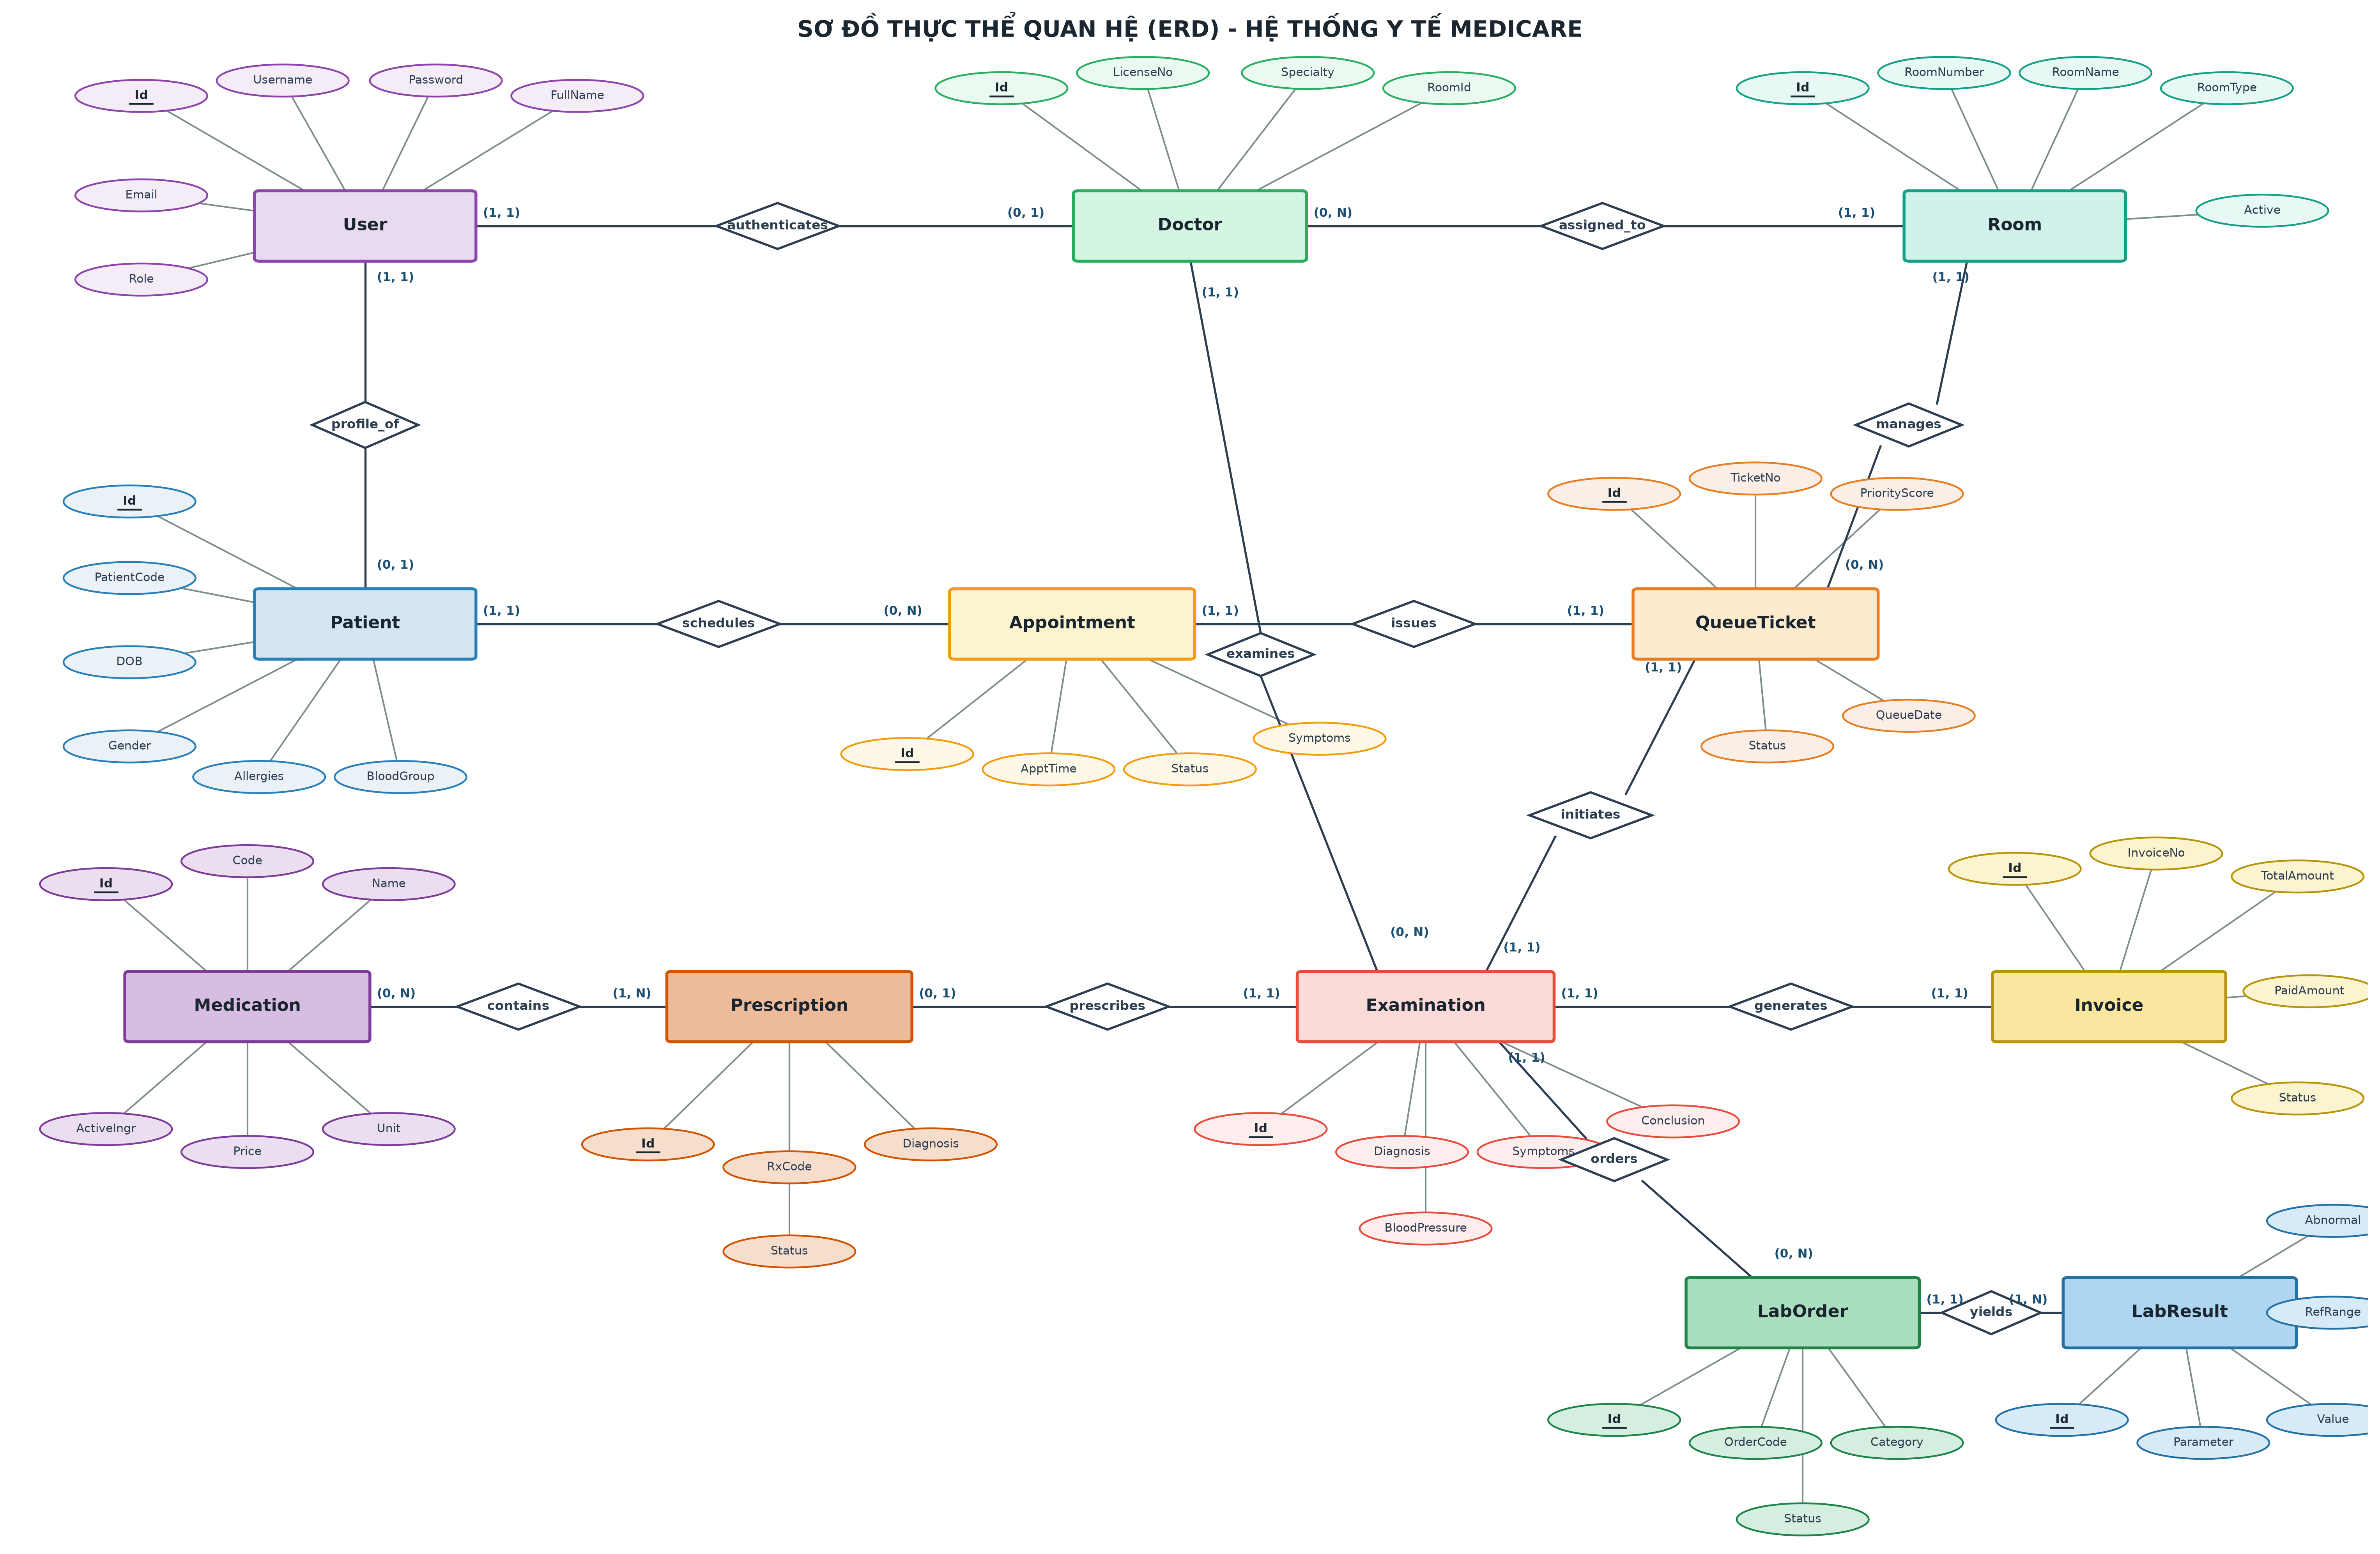 SƠ ĐỒ THỰC THỂ QUAN HỆ (ERD) - HỆ THỐNG Y TẾ MEDICARE
Id
Username
Password
FullName
Email
Role
User
(1, 1)
authenticates
(0, 1)
Id
LicenseNo
Specialty
RoomId
Doctor
(0, N)
assigned_to
(1, 1)
Id
RoomNumber
RoomName
RoomType
Active
Room
(1, 1)
(1, 1)
(1, 1)
profile_of
manages
(0, 1)
(0, N)
Id
PatientCode
DOB
Gender
Allergies
BloodGroup
Patient
(1, 1)
schedules
(0, N)
Appointment
(1, 1)
issues
(1, 1)
examines
Id
ApptTime
Status
Symptoms
Id
TicketNo
PriorityScore
QueueTicket
(1, 1)
Status
QueueDate
initiates
(0, N)
(1, 1)
Id
Code
Name
Medication
ActiveIngr
Price
Unit
(0, N)
contains
(1, N)
Prescription
Id
RxCode
Diagnosis
Status
(0, 1)
prescribes
(1, 1)
Examination
(1, 1)
generates
(1, 1)
Id
InvoiceNo
TotalAmount
PaidAmount
Invoice
Status
(1, 1)
Id
Diagnosis
Symptoms
Conclusion
BloodPressure
orders
(0, N)
LabOrder
(1, 1)
yields
(1, N)
LabResult
Abnormal
RefRange
Id
OrderCode
Category
Status
Id
Parameter
Value